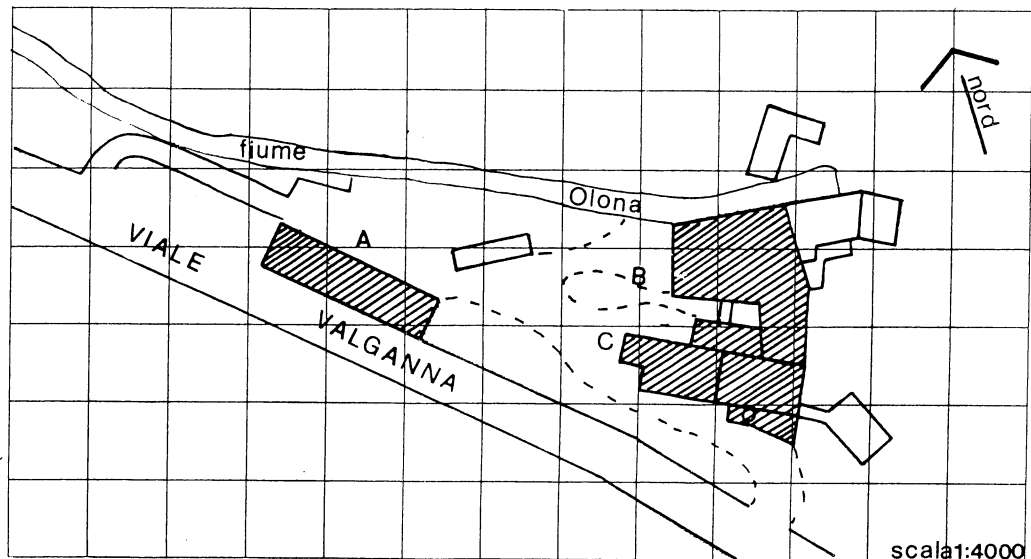 nord
fiume
Olona
A
VIALE
B
VALGANNA
C
scala1:4000